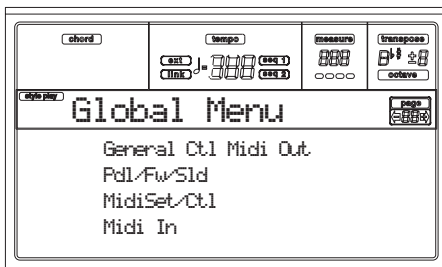 chord tempo measure transpose
ext seq 1
link seq 2
octave
style play Global Menu page
General Ctl Midi Out
Pdl/Fw/Sld
MidiSet/Ctl
Midi In